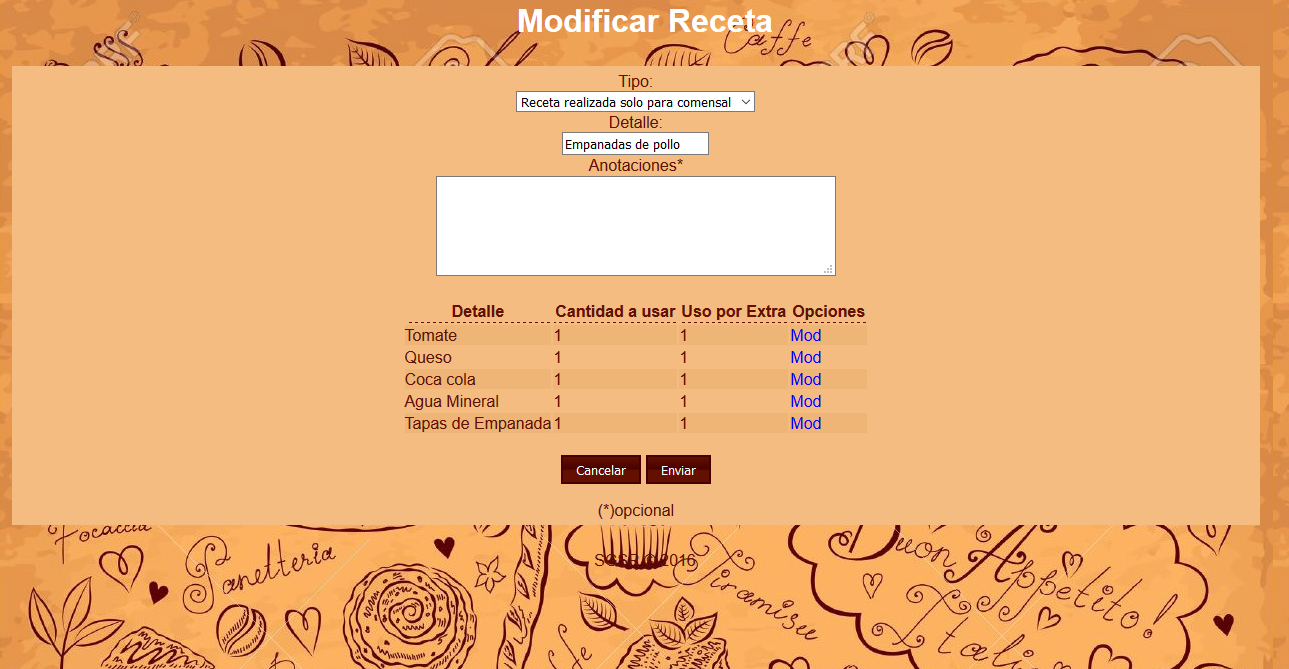 Modificar Receta
Caffe
Tipo:
Receta realizada solo para comensal
Detalle:
Empanadas de pollo
Anotaciones*
Detalle Cantidad a usar Uso por Extra Opciones
Tomate 1 1 Mod
Queso 1 1 Mod
Coca cola 1 1 Mod
Agua Mineral 1 1 Mod
Tapas de Empanada 1 1 Mod
Cancelar Enviar
(*)opcional
Focaccia
Panetteria
© 2016
Tiramisu
Buon Appetito!